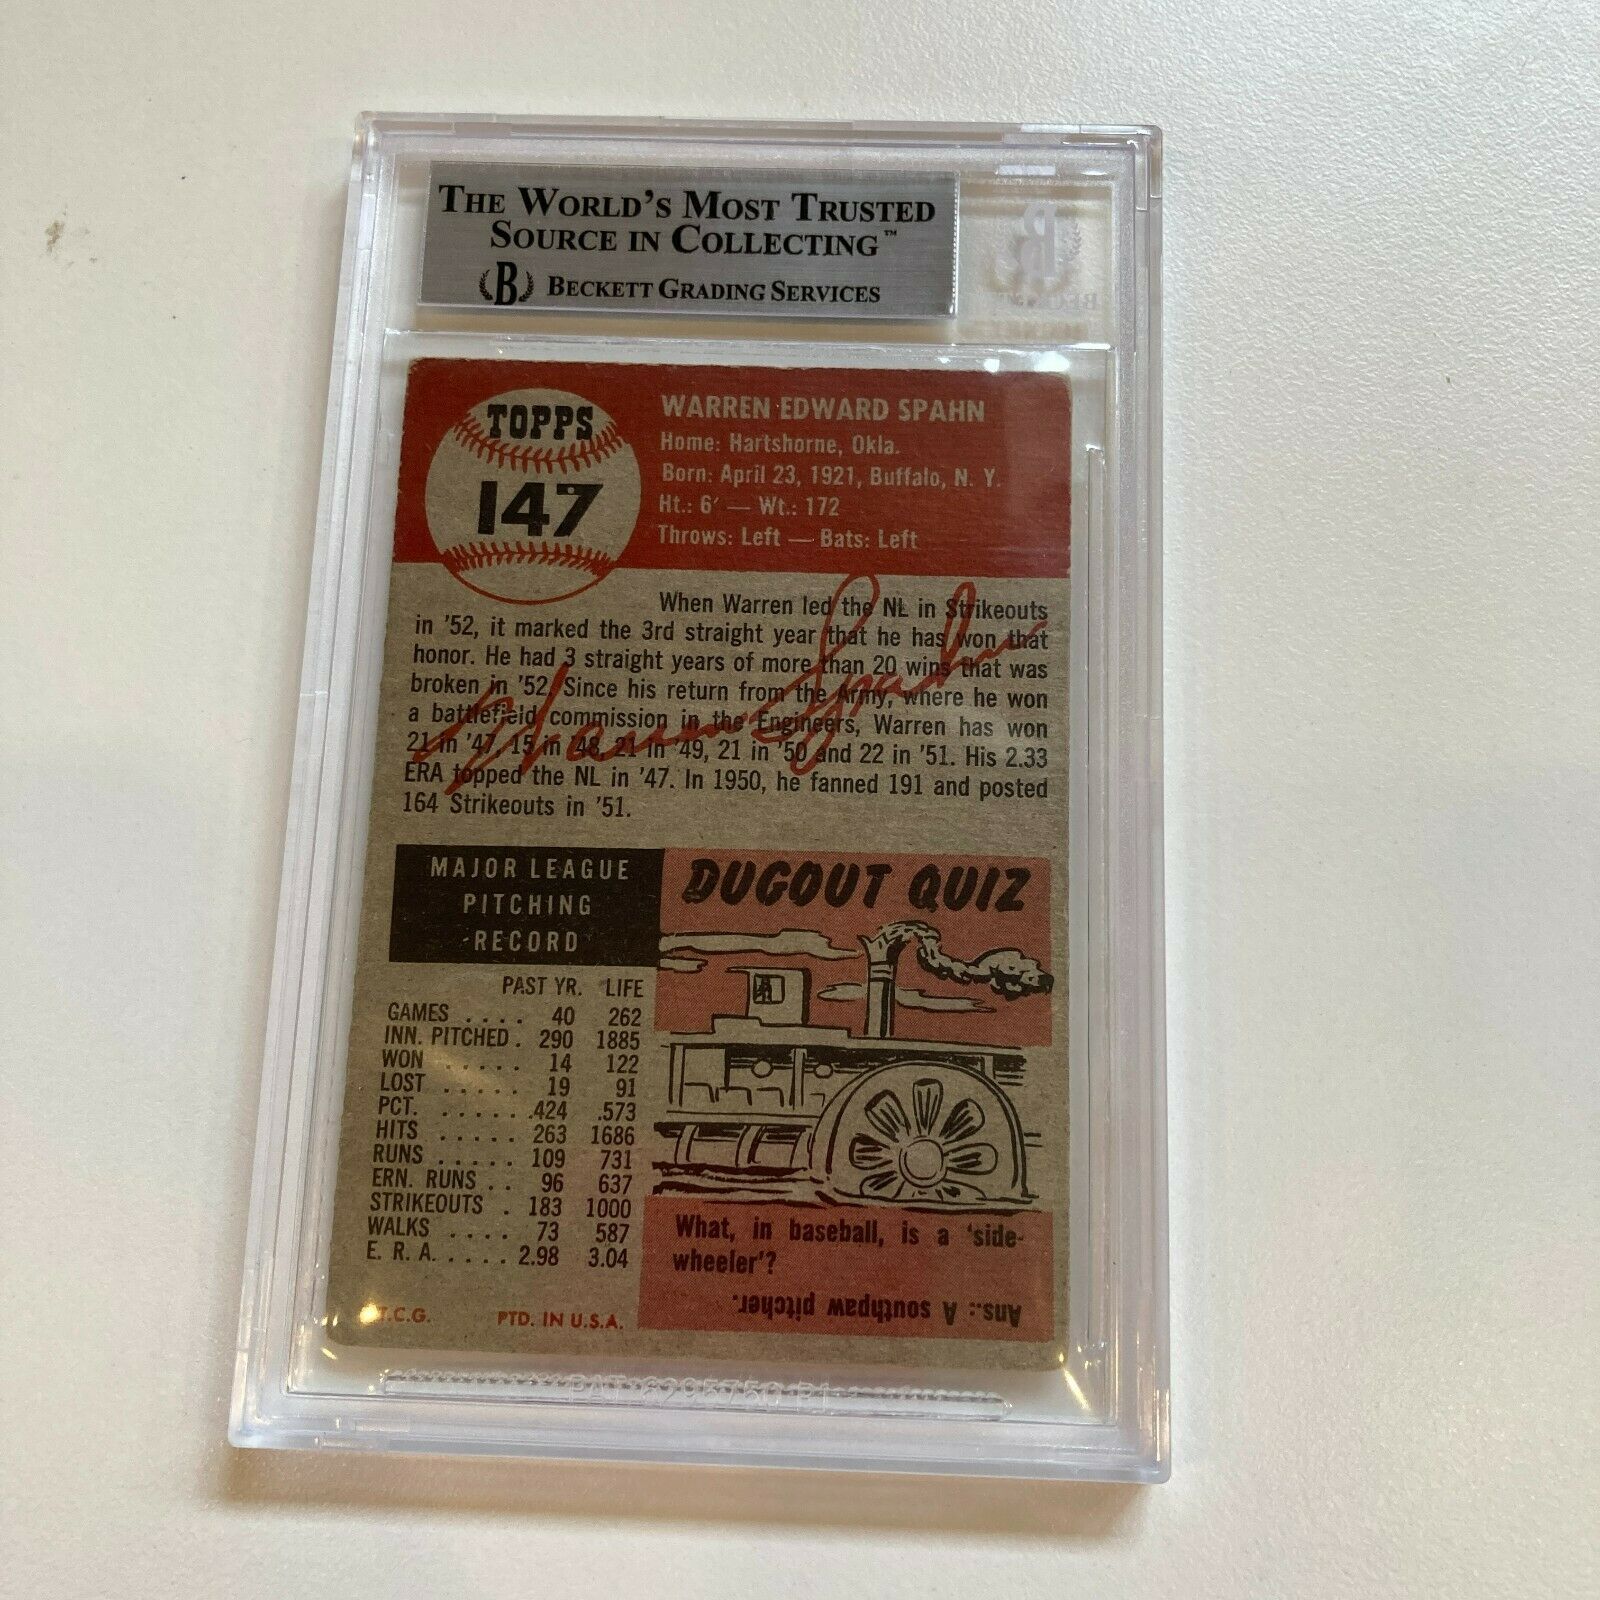 THE WORLD'S MOST TRUSTED
SOURCE IN COLLECTING™
B BECKETT GRADING SERVICES
TOPPS
147
WARREN EDWARD SPAHN
Home: Hartshorne, Okla.
Born: April 23, 1921, Buffalo, N. Y.
Ht.: 6' — Wt.: 172
Throws: Left — Bats: Left
When Warren led the NL in Strikeouts
in '52, it marked the 3rd straight year that he has won that
honor. He had 3 straight years of more than 20 wins that was
broken in '52. Since his return from the Army, where he won
a battlefield commission in the Engineers, Warren has won
21 in '47, 15 in '48, 21 in '49, 21 in '50 and 22 in '51. His 2.33
ERA topped the NL in '47. In 1950, he fanned 191 and posted
164 Strikeouts in '51.
Warren Spahn
MAJOR LEAGUE
PITCHING
RECORD
PAST YR. LIFE
GAMES .... 40 262
INN. PITCHED . 290 1885
WON ..... 14 122
LOST ..... 19 91
PCT. ...... .424 .573
HITS ..... 263 1686
RUNS ..... 109 731
ERN. RUNS .. 96 637
STRIKEOUTS . 183 1000
WALKS .... 73 587
E. R. A. .... 2.98 3.04
T.C.G. PTD. IN U.S.A.
DUGOUT QUIZ
What, in baseball, is a 'side-
wheeler'?
Ans.: A southpaw pitcher.
PAT 6295750 B1